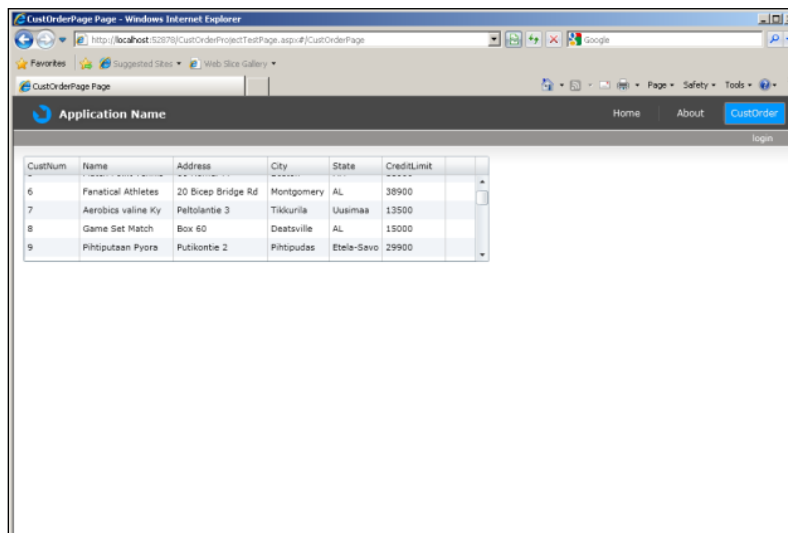 CustOrderPage Page - Windows Internet Explorer
http://localhost:52878/CustOrderProjectTestPage.aspx#/CustOrderPage
Google
Favorites Suggested Sites Web Slice Gallery
CustOrderPage Page
Page Safety Tools
Application Name
Home About CustOrder
login
CustNum Name Address City State CreditLimit
6 Fanatical Athletes 20 Bicep Bridge Rd Montgomery AL 38900
7 Aerobics valine Ky Peltolantie 3 Tikkurila Uusimaa 13500
8 Game Set Match Box 60 Deatsville AL 15000
9 Pihtiputaan Pyora Putikontie 2 Pihtipudas Etela-Savo 29900